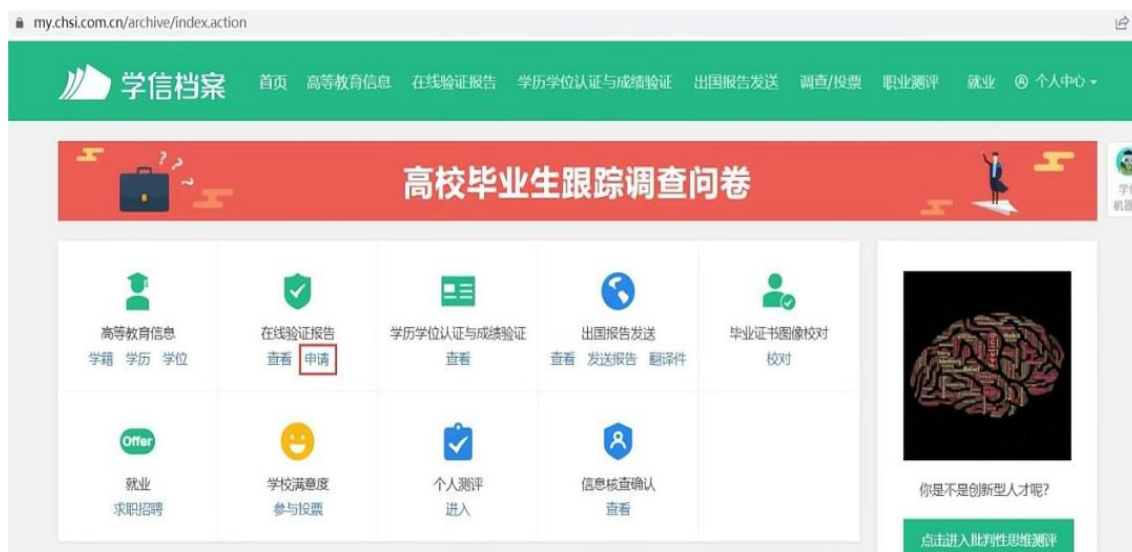 my.chsi.com.cn/archive/index.action
学信档案 首页 高等教育信息 在线验证报告 学历学位认证与成绩验证 出国报告发送 调查/投票 职业测评 就业 个人中心
? ? ?
高校毕业生跟踪调查问卷
学信
机器
高等教育信息 在线验证报告 学历学位认证与成绩验证 出国报告发送 毕业证书图像校对
学籍 学历 学位 查看 申请 查看 查看 发送报告 翻译件 校对
Offer
就业 学校满意度 个人测评 信息核查确认
求职招聘 参与投票 进入 查看
feeling
你是不是创新型人才呢?
点击进入批判性思维测评